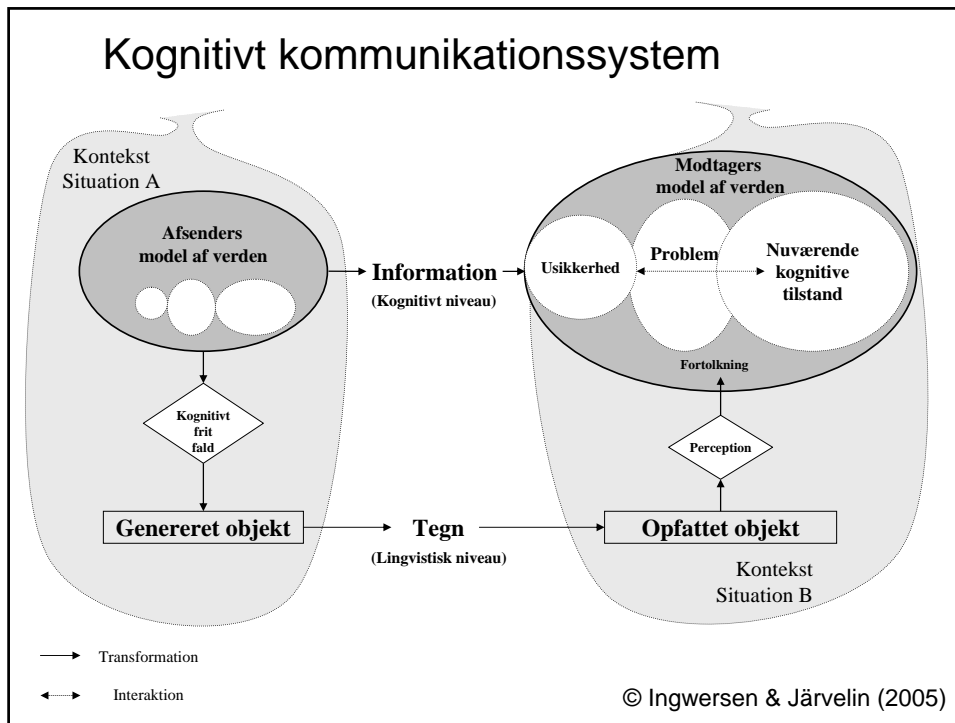 Kognitivt kommunikationssystem
Kontekst
Situation A
Afsenders
model af verden
Information
(Kognitivt niveau)
Modtagers
model af verden
Usikkerhed
Problem
Nuværende
kognitive
tilstand
Fortolkning
Kognitivt
frit
fald
Perception
Genereret objekt
Tegn
(Lingvistisk niveau)
Opfattet objekt
Kontekst
Situation B
Transformation
Interaktion
© Ingwersen & Järvelin (2005)